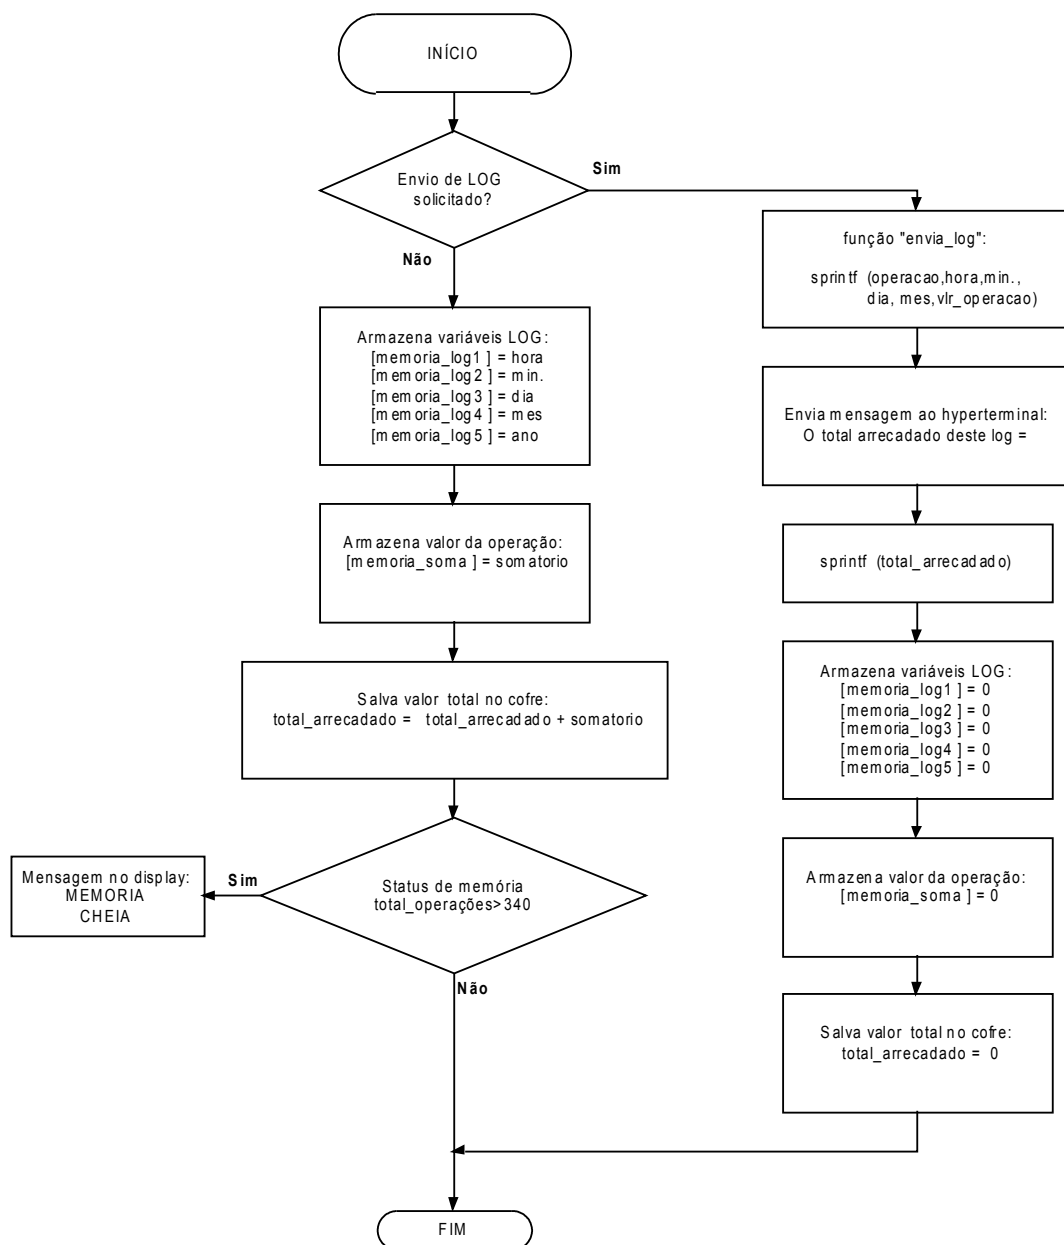 INÍCIO
Envio de LOG
solicitado?
Sim
Não
Armazena variáveis LOG:
[memoria_log1 ] = hora
[memoria_log2 ] = min.
[memoria_log3 ] = dia
[memoria_log4 ] = mes
[memoria_log5 ] = ano
Armazena valor da operação:
[memoria_soma ] = somatorio
Salva valor total no cofre:
total_arrecadado = total_arrecadado + somatorio
Status de memória
total_operações>340
Sim
Mensagem no display:
MEMORIA
CHEIA
Não
função "envia_log":
sprintf (operacao,hora,min.,
dia, mes,vlr_operacao)
Envia mensagem ao hyperterminal:
O total arrecadado deste log =
sprintf (total_arrecadado)
Armazena variáveis LOG:
[memoria_log1 ] = 0
[memoria_log2 ] = 0
[memoria_log3 ] = 0
[memoria_log4 ] = 0
[memoria_log5 ] = 0
Armazena valor da operação:
[memoria_soma ] = 0
Salva valor total no cofre:
total_arrecadado = 0
FIM